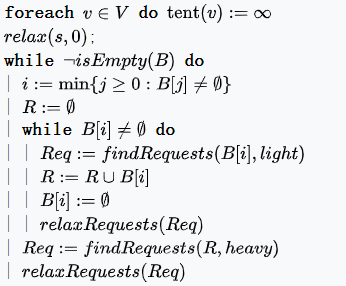 foreach v ∈ V do tent(v) := ∞
relax(s, 0);
while ¬isEmpty(B) do
| i := min{j ≥ 0 : B[j] ≠ ∅}
| R := ∅
| while B[i] ≠ ∅ do
| | Req := findRequests(B[i], light)
| | R := R ∪ B[i]
| | B[i] := ∅
| | relaxRequests(Req)
| Req := findRequests(R, heavy)
| relaxRequests(Req)